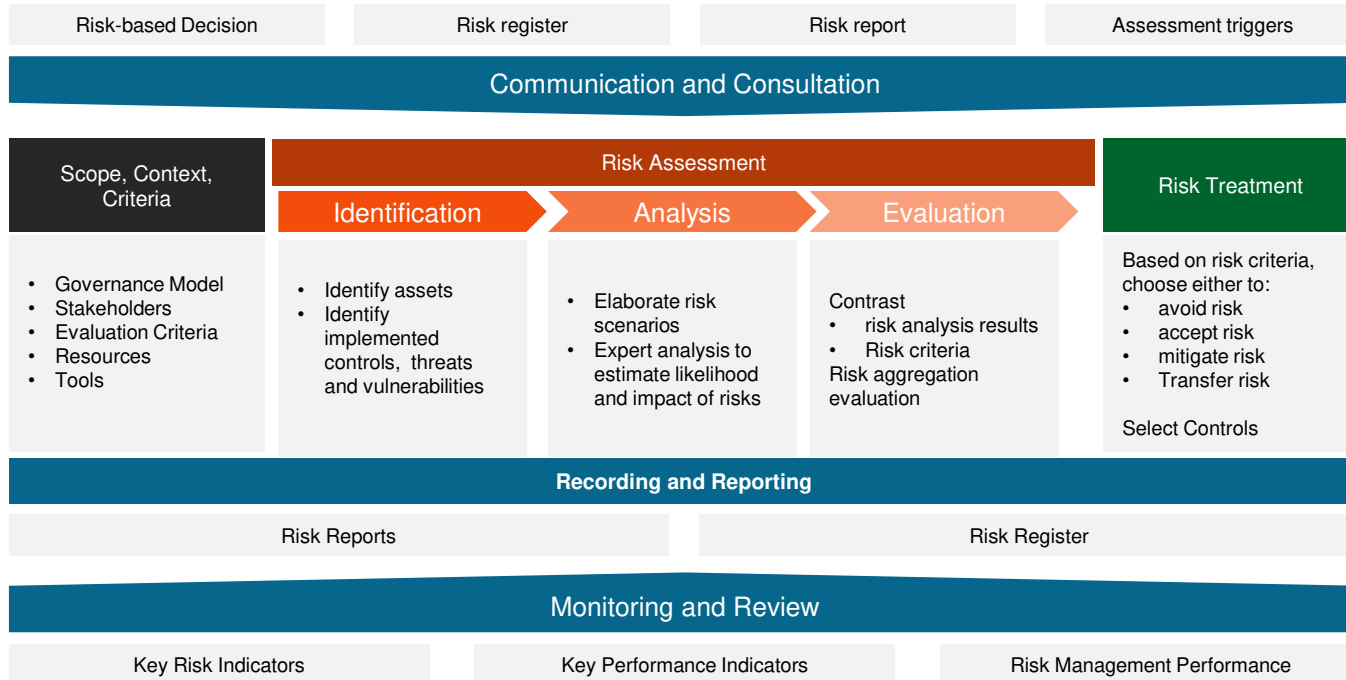 Risk-based Decision
Risk register
Risk report
Assessment triggers
Communication and Consultation
Scope, Context,
Criteria
• Governance Model
• Stakeholders
• Evaluation Criteria
• Resources
• Tools
Risk Assessment
Identification
• Identify assets
• Identify
implemented
controls, threats
and vulnerabilities
Analysis
• Elaborate risk
scenarios
• Expert analysis to
estimate likelihood
and impact of risks
Evaluation
Contrast
• risk analysis results
• Risk criteria
Risk aggregation
evaluation
Risk Treatment
Based on risk criteria,
choose either to:
• avoid risk
• accept risk
• mitigate risk
• Transfer risk
Select Controls
Recording and Reporting
Risk Reports
Risk Register
Monitoring and Review
Key Risk Indicators
Key Performance Indicators
Risk Management Performance